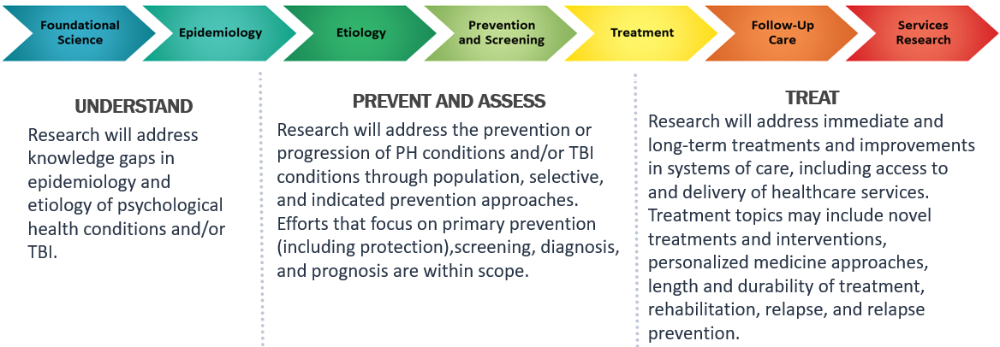 Foundational
Science
Epidemiology
Etiology
Prevention
and Screening
Treatment
Follow-Up
Care
Services
Research
UNDERSTAND
Research will address
knowledge gaps in
epidemiology and
etiology of psychological
health conditions and/or
TBI.
PREVENT AND ASSESS
Research will address the prevention or
progression of PH conditions and/or TBI
conditions through population, selective,
and indicated prevention approaches.
Efforts that focus on primary prevention
(including protection),screening, diagnosis,
and prognosis are within scope.
TREAT
Research will address immediate and
long-term treatments and improvements
in systems of care, including access to
and delivery of healthcare services.
Treatment topics may include novel
treatments and interventions,
personalized medicine approaches,
length and durability of treatment,
rehabilitation, relapse, and relapse
prevention.